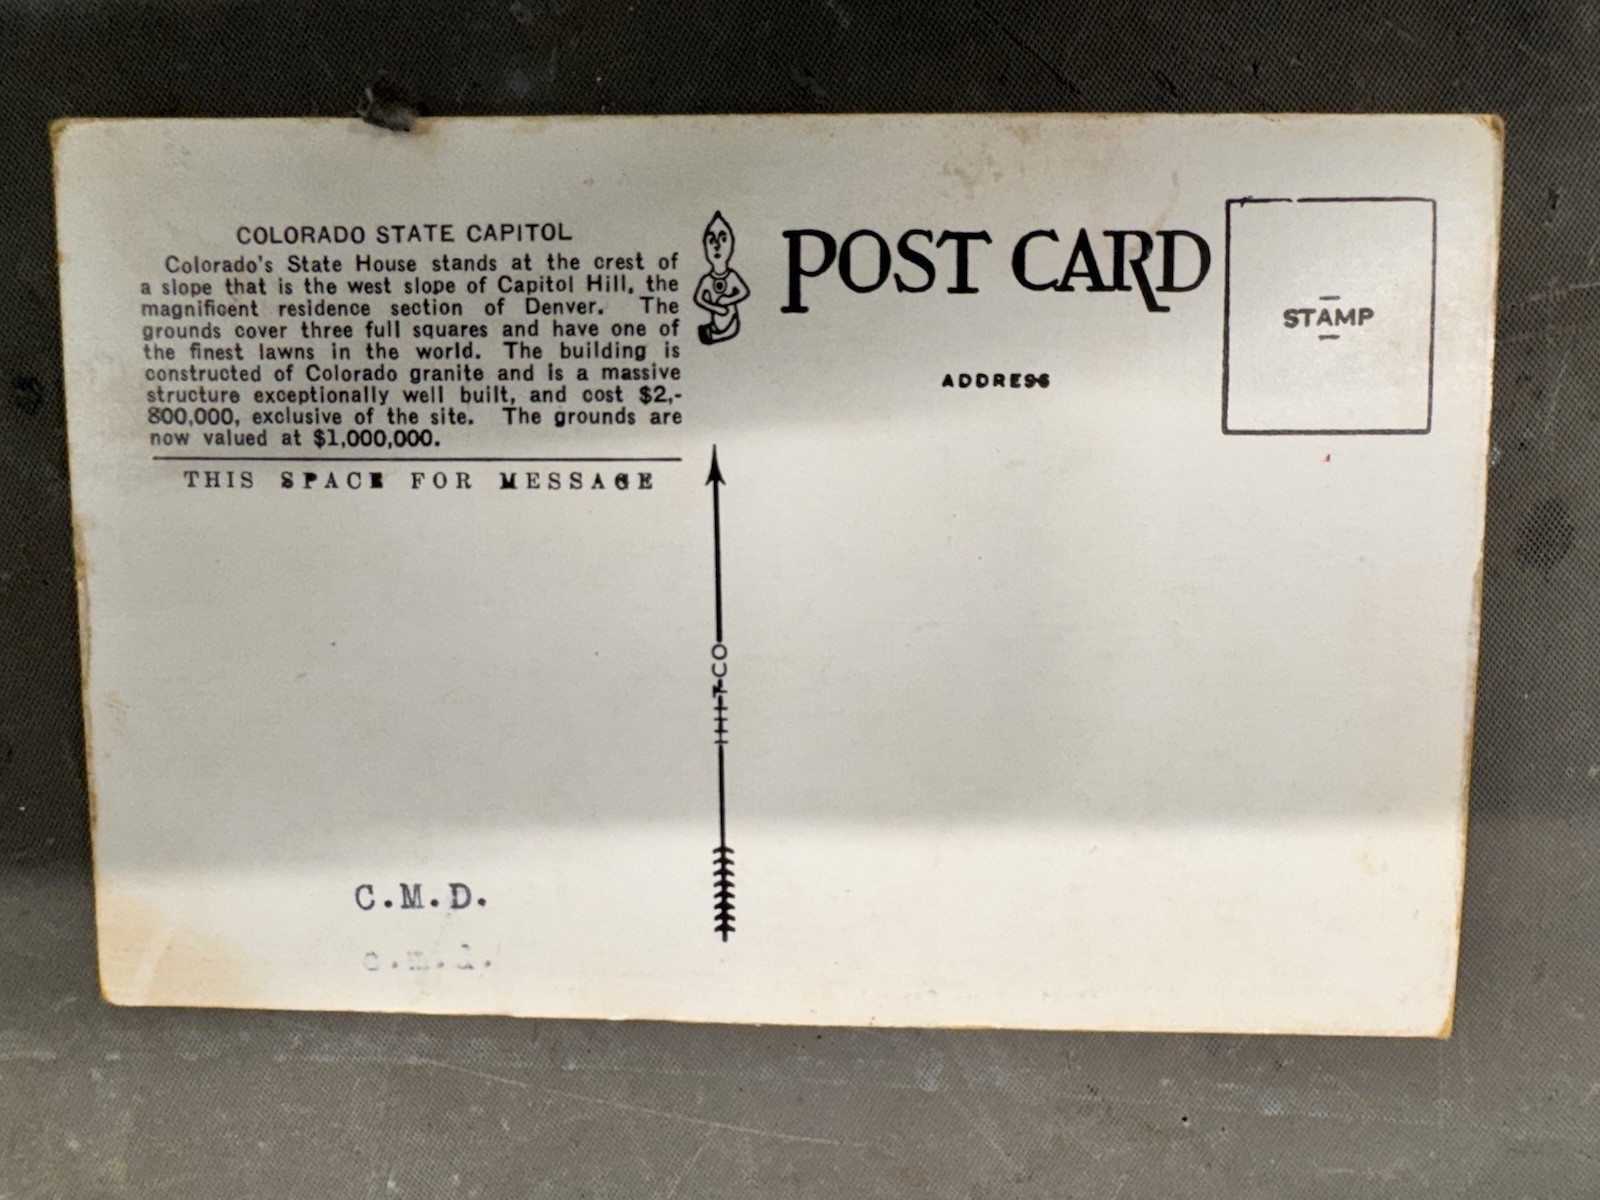 COLORADO STATE CAPITOL
Colorado's State House stands at the crest of
a slope that is the west slope of Capitol Hill, the
magnificent residence section of Denver. The
grounds cover three full squares and have one of
the finest lawns in the world. The building is
constructed of Colorado granite and is a massive
structure exceptionally well built, and cost $2,-
800,000, exclusive of the site. The grounds are
now valued at $1,000,000.
THIS SPACE FOR MESSAGE
C.M.D.
c.m.d.
POST CARD
ADDRESS
STAMP